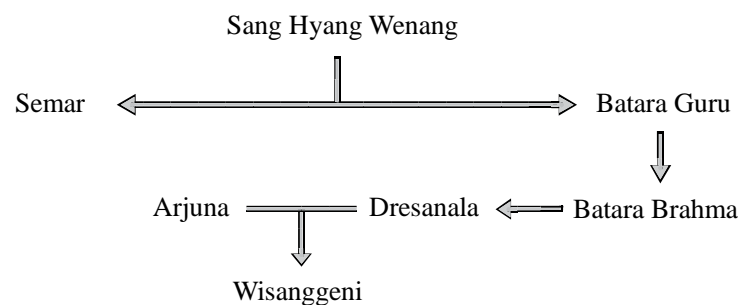 Sang Hyang Wenang
Semar Batara Guru
Arjuna Dresanala Batara Brahma
Wisanggeni